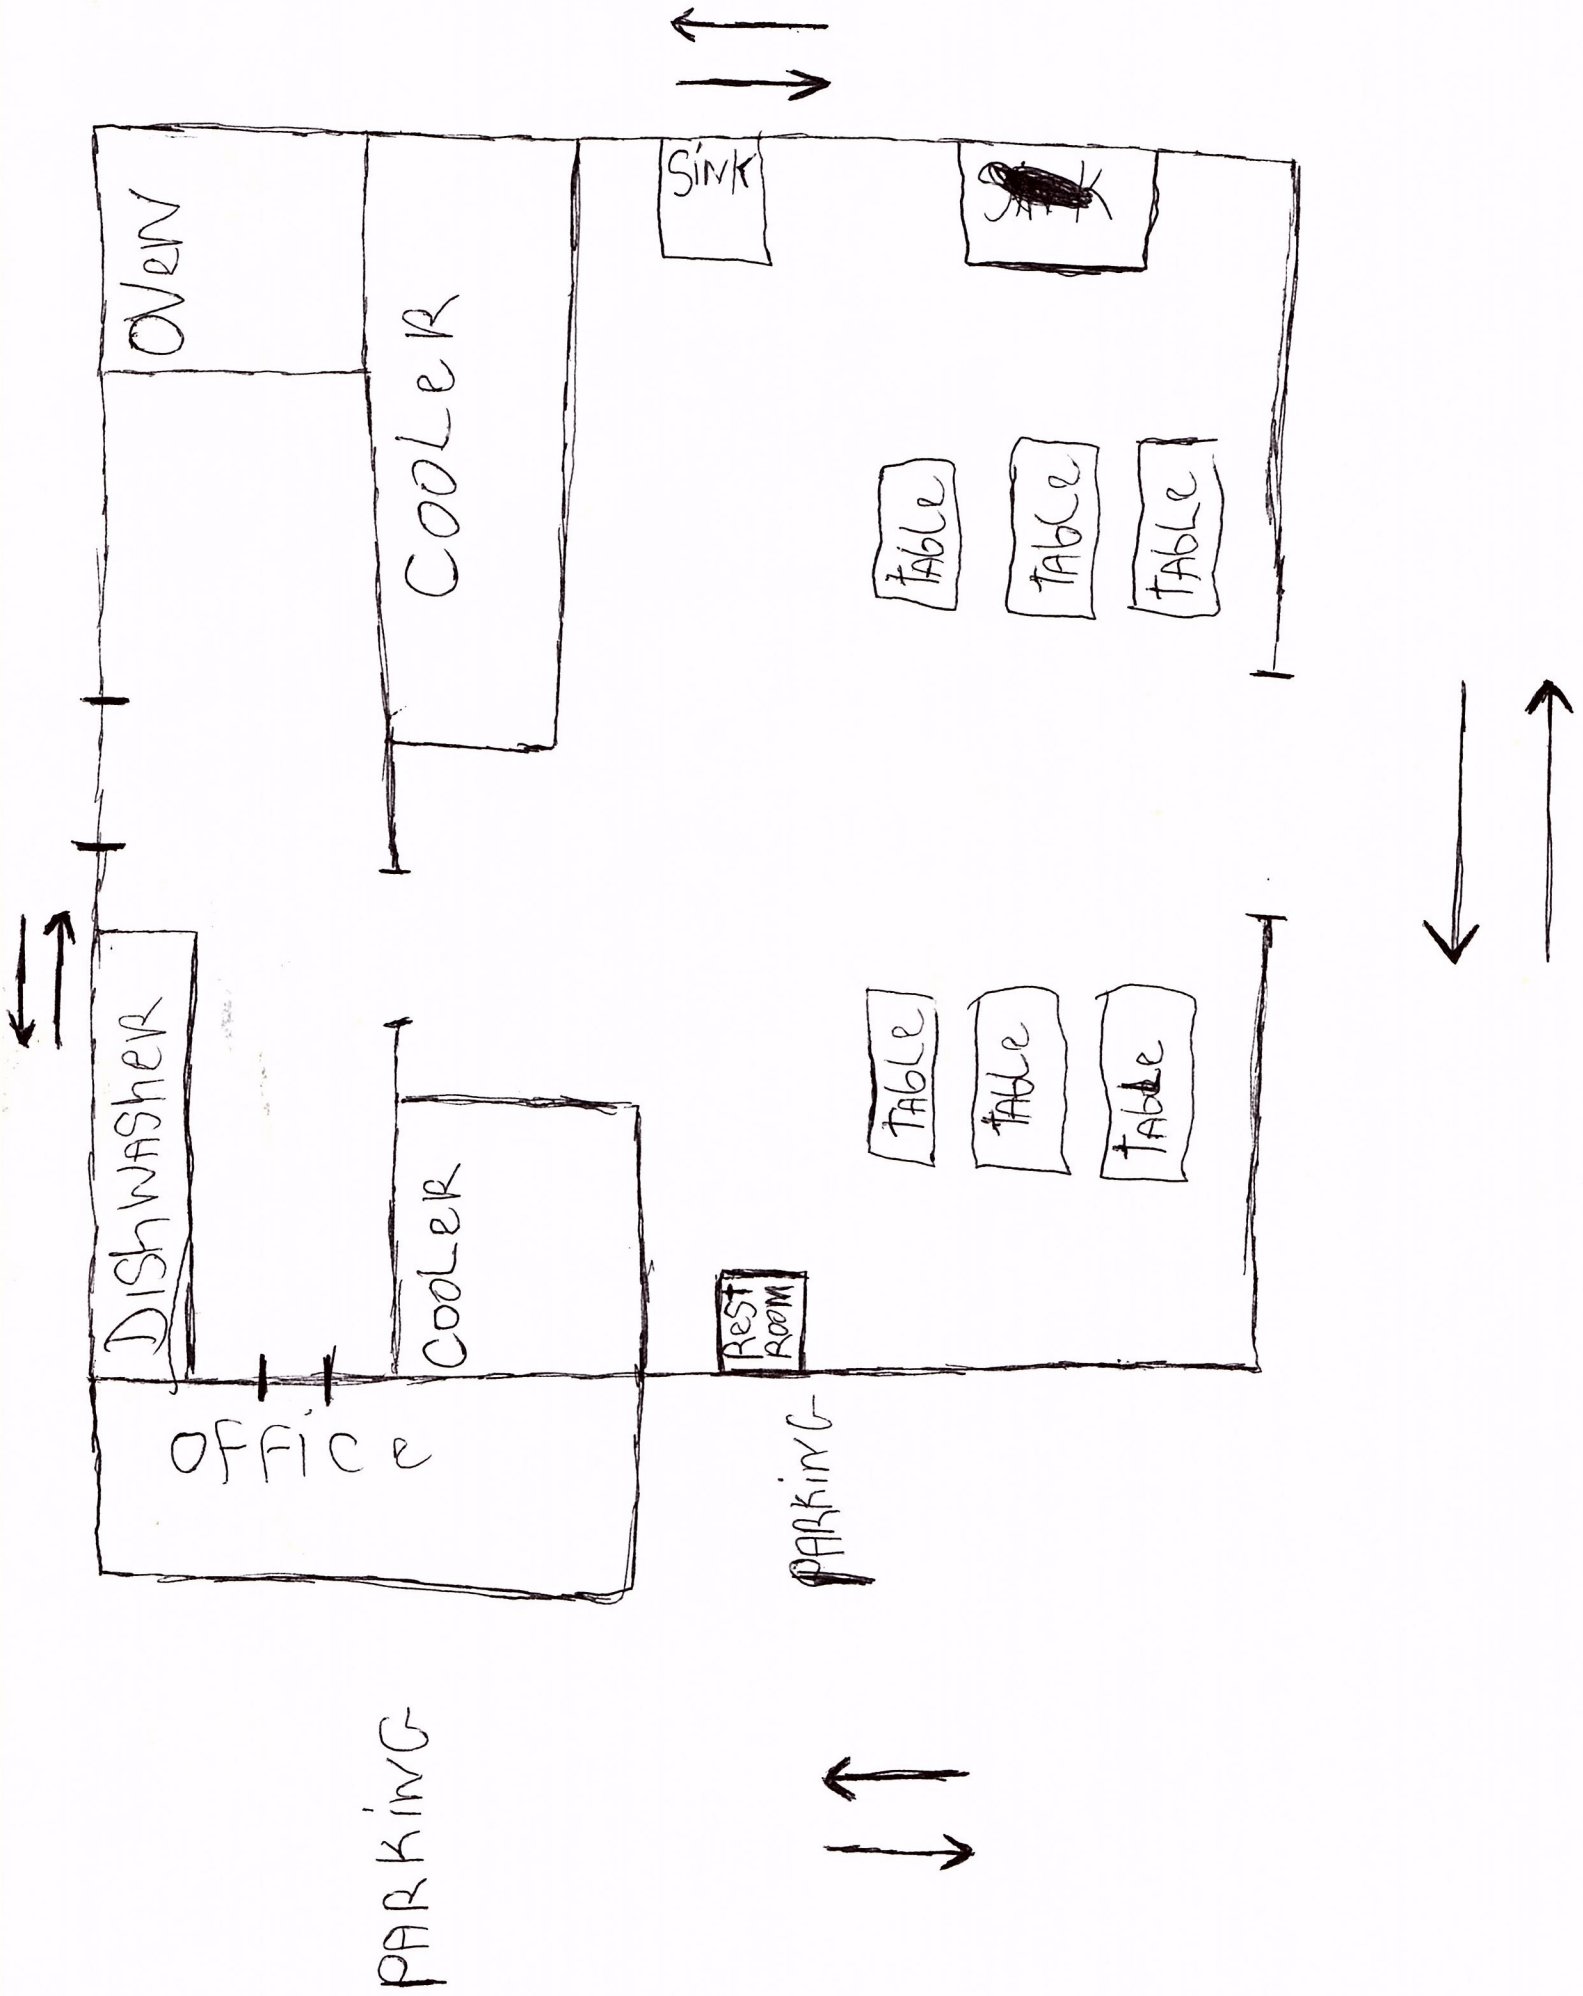 SiNK
OVeN
COOLeR
TAbLe
TAbLe
TAbLe
DISHWASHeR
TABLe
TAbLe
TAbLe
COOLeR
ReST
ROOM
OFFiCe
PARKiNG
PARKiNG